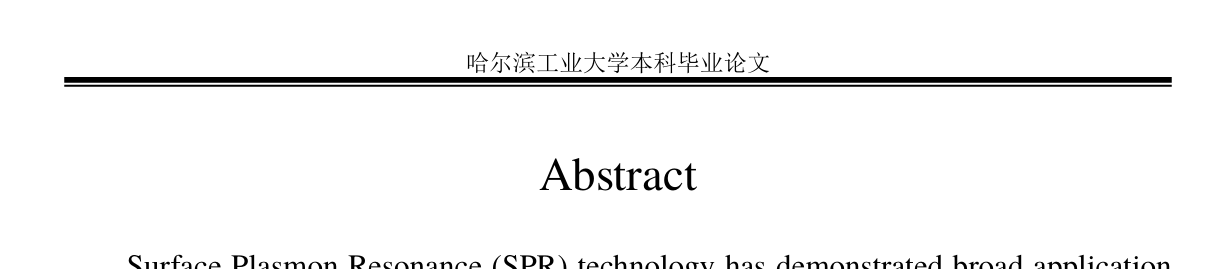 哈尔滨工业大学本科毕业论文
Abstract
Surface Plasmon Resonance (SPR) technology has demonstrated broad application